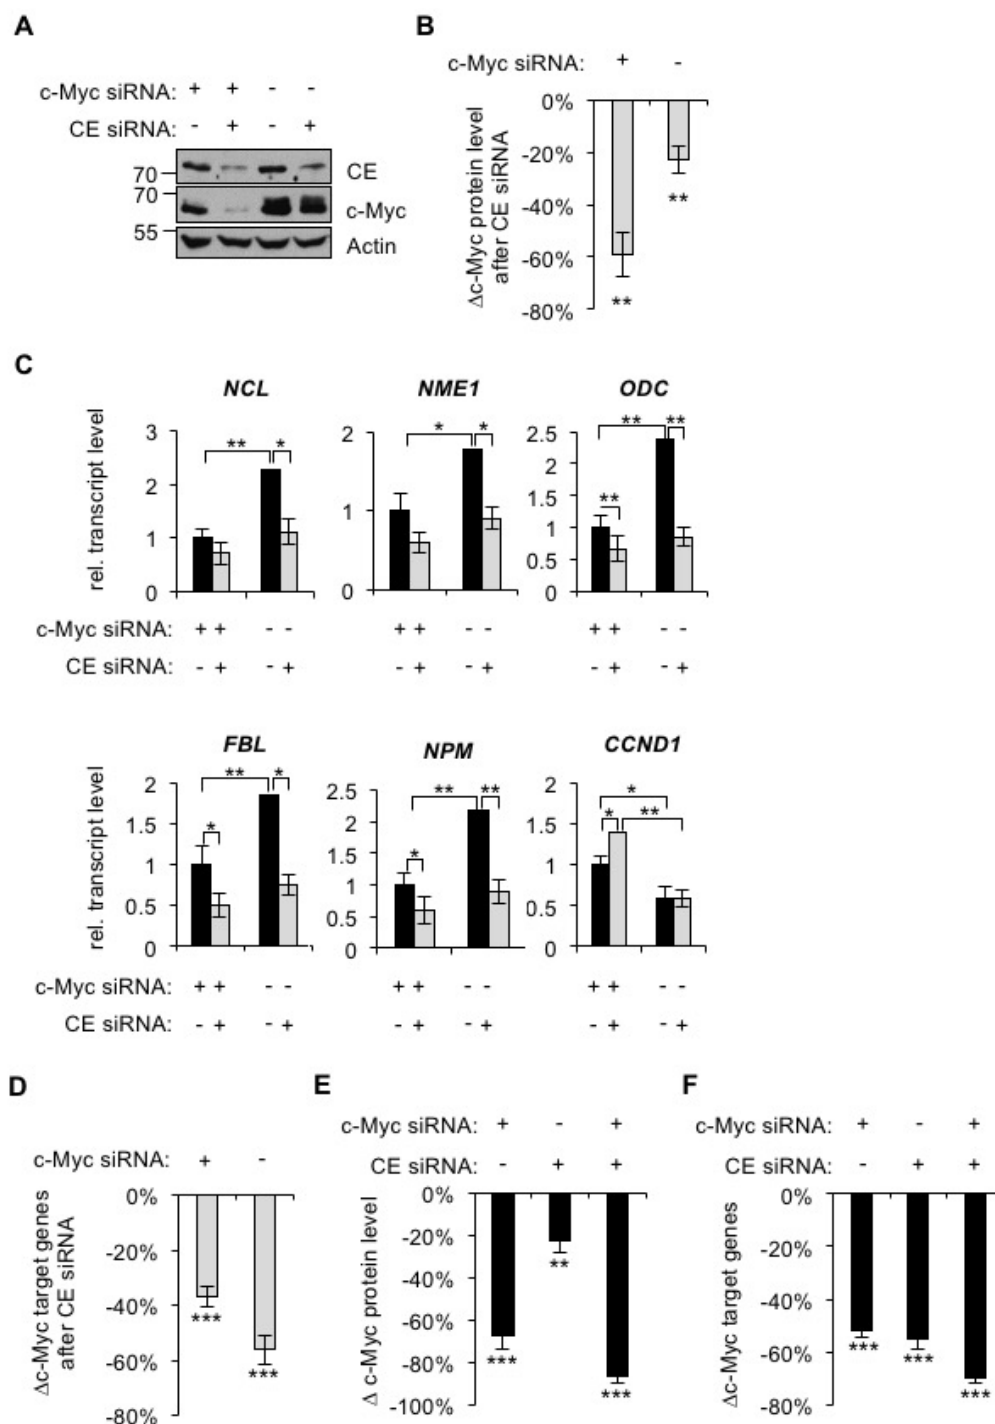 A
c-Myc siRNA: + + - -
CE siRNA: - + - +
70 CE
70
c-Myc
55
Actin
B
c-Myc siRNA: + -
Δc-Myc protein level
after CE siRNA
0%
-20%
-40%
-60%
-80%
**
**
C
NCL
rel. transcript level
3
2
1
0
** *
NME1
2
1
0
* *
ODC
2.5
2
1.5
1
0.5
0
** **
**
c-Myc siRNA: + + - - + + - - + + - -
CE siRNA: - + - + - + - + - + - +
FBL
rel. transcript level
2
1.5
1
0.5
0
** *
*
NPM
2.5
2
1.5
1
0.5
0
** **
*
CCND1
2
1.5
1
0.5
0
*
* **
c-Myc siRNA: + + - - + + - - + + - -
CE siRNA: - + - + - + - + - + - +
D
c-Myc siRNA: + -
Δc-Myc target genes
after CE siRNA
0%
-20%
-40%
-60%
-80%
***
***
E
c-Myc siRNA: + - +
CE siRNA: - + +
Δ c-Myc protein level
0%
-20%
-40%
-60%
-80%
-100%
**
***
***
F
c-Myc siRNA: + - +
CE siRNA: - + +
Δc-Myc target genes
0%
-20%
-40%
-60%
-80%
*** ***
***